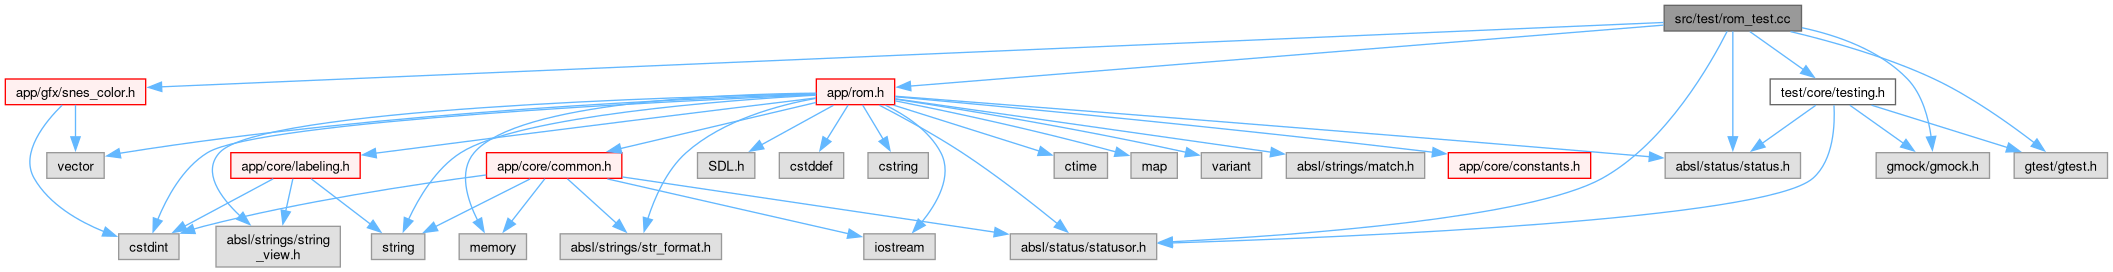 src/test/rom_test.cc
app/gfx/snes_color.h
app/rom.h
test/core/testing.h
vector
app/core/labeling.h
app/core/common.h
SDL.h
cstddef
cstring
ctime
map
variant
absl/strings/match.h
app/core/constants.h
absl/status/status.h
gmock/gmock.h
gtest/gtest.h
cstdint
absl/strings/string
_view.h
string
memory
absl/strings/str_format.h
iostream
absl/status/statusor.h